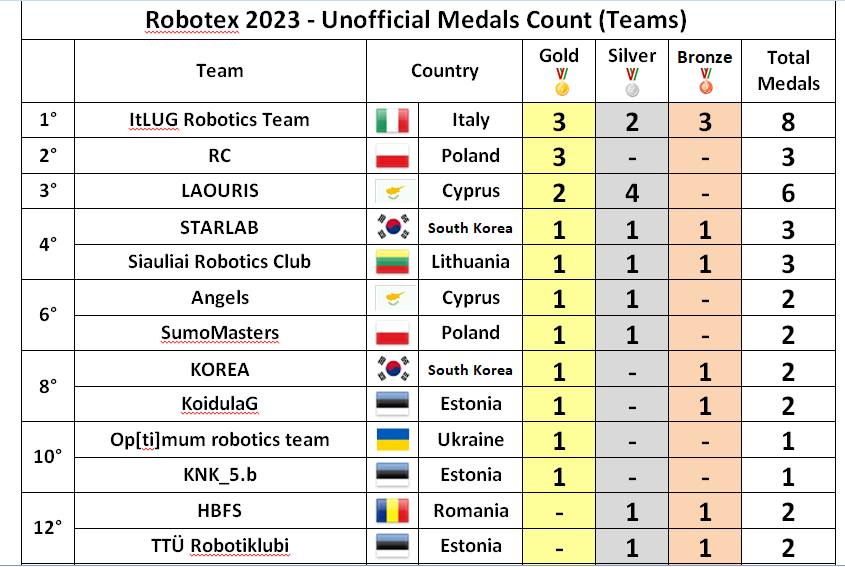 Robotex 2023 - Unofficial Medals Count (Teams)
Team Country Gold Silver Bronze Total Medals
1° ItLUG Robotics Team Italy 3 2 3 8
2° RC Poland 3 - - 3
3° LAOURIS Cyprus 2 4 - 6
4° STARLAB South Korea 1 1 1 3
Siauliai Robotics Club Lithuania 1 1 1 3
6° Angels Cyprus 1 1 - 2
SumoMasters Poland 1 1 - 2
8° KOREA South Korea 1 - 1 2
KoidulaG Estonia 1 - 1 2
10° Op[ti]mum robotics team Ukraine 1 - - 1
KNK_5.b Estonia 1 - - 1
12° HBFS Romania - 1 1 2
TTÜ Robotiklubi Estonia - 1 1 2